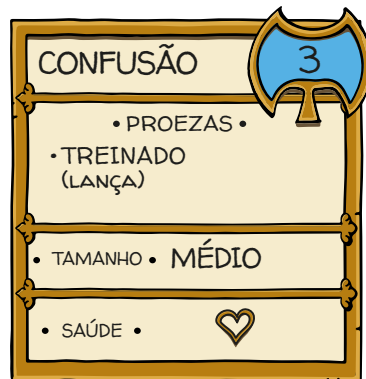 CONFUSÃO 3
• PROEZAS •
• TREINADO
(LANÇA)
• TAMANHO • MÉDIO
• SAÚDE •